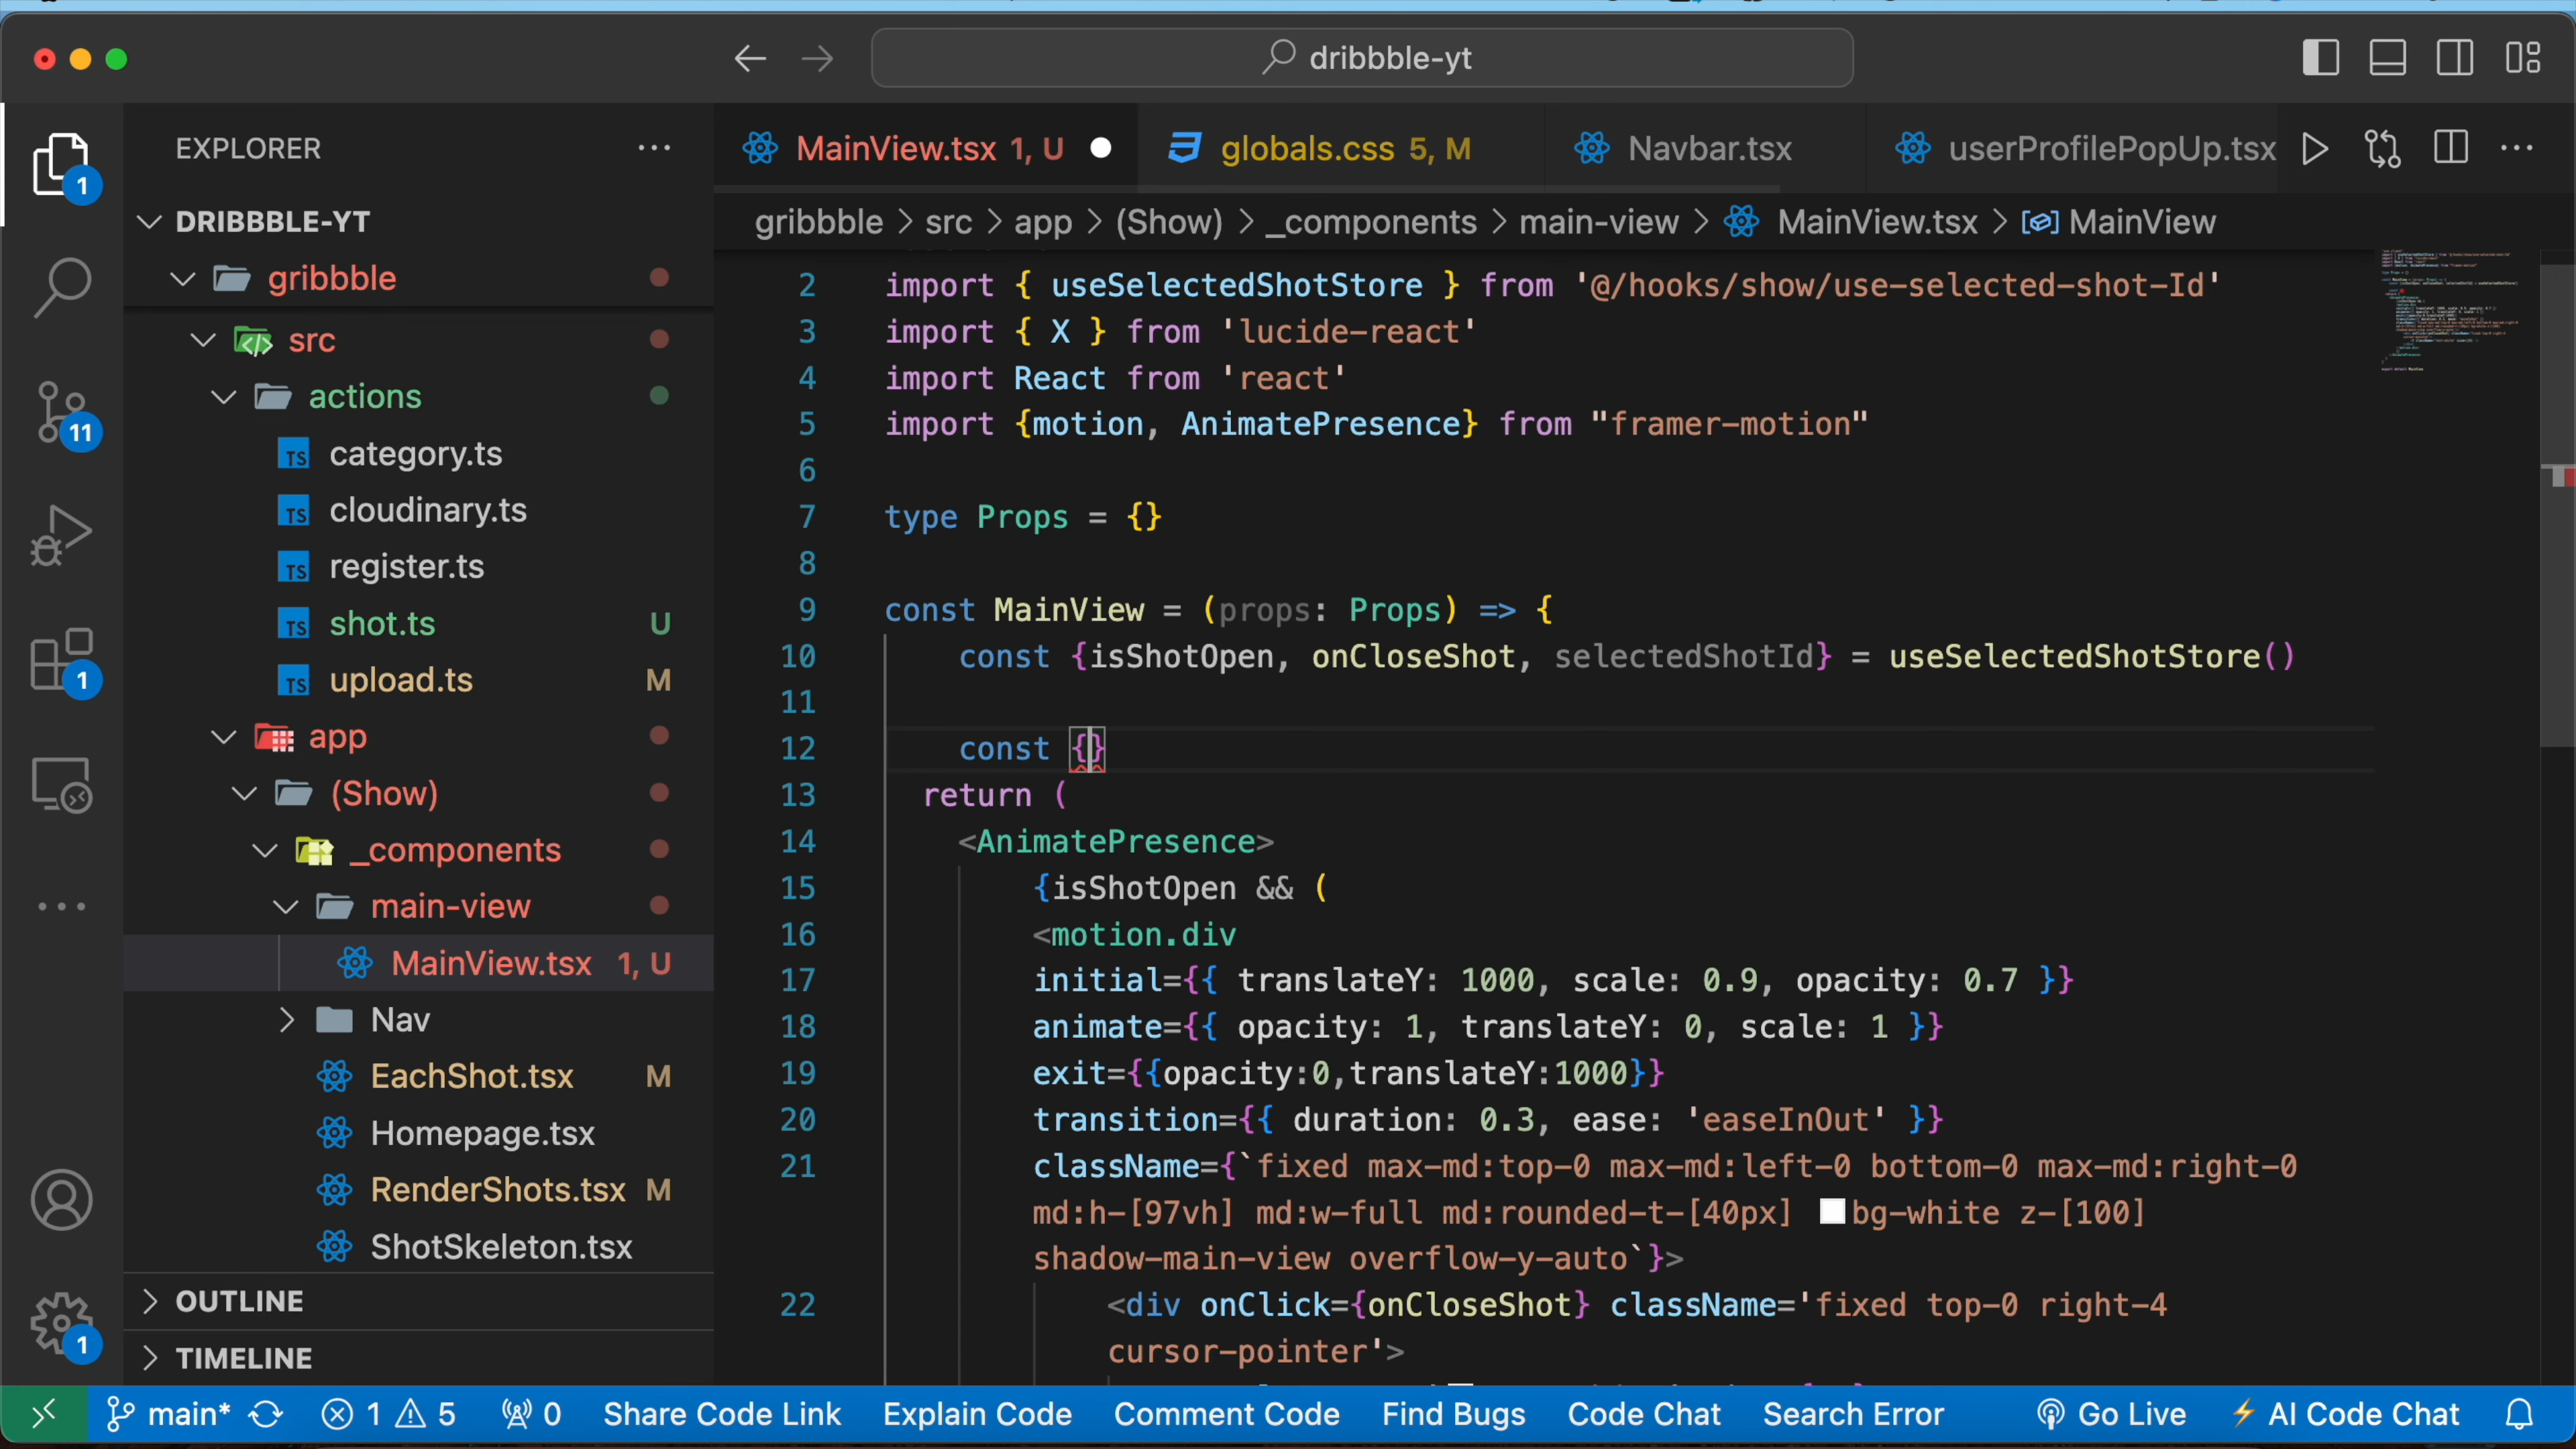 dribbble-yt
EXPLORER
MainView.tsx 1, U
globals.css 5, M
Navbar.tsx
userProfilePopUp.tsx
1
DRIBBBLE-YT
gribbble > src > app > (Show) > _components > main-view > MainView.tsx > MainView
gribbble
src
actions
category.ts
cloudinary.ts
register.ts
shot.ts U
upload.ts M
app
(Show)
_components
main-view
MainView.tsx 1, U
Nav
EachShot.tsx M
Homepage.tsx
RenderShots.tsx M
ShotSkeleton.tsx
OUTLINE
TIMELINE
11
1
1
2 import { useSelectedShotStore } from '@/hooks/show/use-selected-shot-Id'
3 import { X } from 'lucide-react'
4 import React from 'react'
5 import {motion, AnimatePresence} from "framer-motion"
6
7 type Props = {}
8
9 const MainView = (props: Props) => {
10 const {isShotOpen, onCloseShot, selectedShotId} = useSelectedShotStore()
11
12 const {}
13 return (
14 <AnimatePresence>
15 {isShotOpen && (
16 <motion.div
17 initial={{ translateY: 1000, scale: 0.9, opacity: 0.7 }}
18 animate={{ opacity: 1, translateY: 0, scale: 1 }}
19 exit={{opacity:0,translateY:1000}}
20 transition={{ duration: 0.3, ease: 'easeInOut' }}
21 className={`fixed max-md:top-0 max-md:left-0 bottom-0 max-md:right-0
md:h-[97vh] md:w-full md:rounded-t-[40px] bg-white z-[100]
shadow-main-view overflow-y-auto`}>
22 <div onClick={onCloseShot} className='fixed top-0 right-4
cursor-pointer'>
main* 1 5 0 Share Code Link Explain Code Comment Code Find Bugs Code Chat Search Error Go Live AI Code Chat